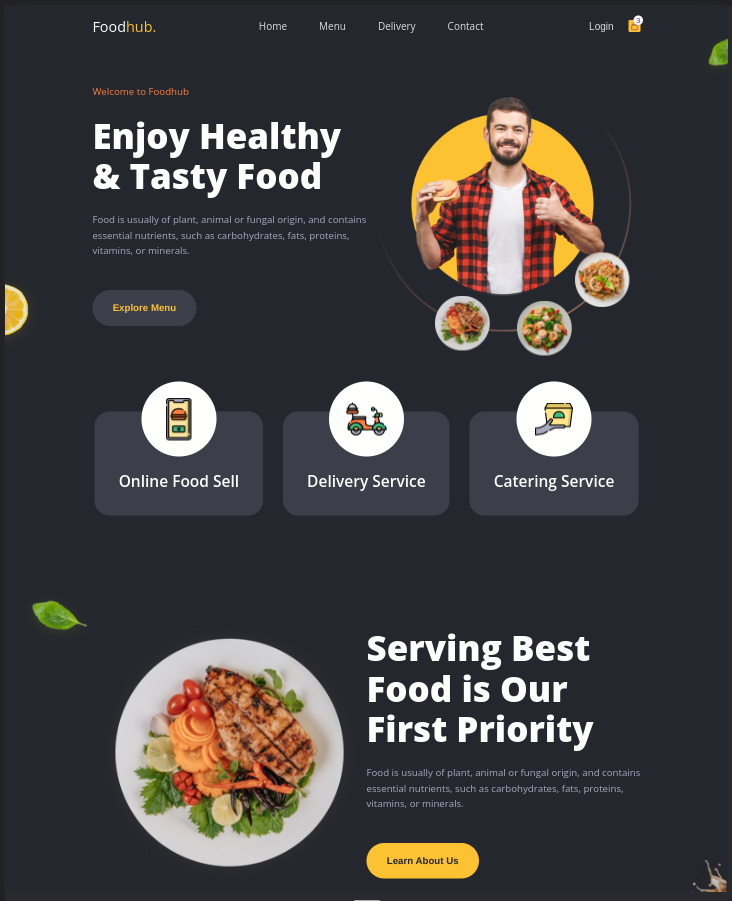 Foodhub.
Home
Menu
Delivery
Contact
Login
3
Welcome to Foodhub
Enjoy Healthy
& Tasty Food
Food is usually of plant, animal or fungal origin, and contains
essential nutrients, such as carbohydrates, fats, proteins,
vitamins, or minerals.
Explore Menu
Online Food Sell
Delivery Service
Catering Service
Serving Best
Food is Our
First Priority
Food is usually of plant, animal or fungal origin, and contains
essential nutrients, such as carbohydrates, fats, proteins,
vitamins, or minerals.
Learn About Us